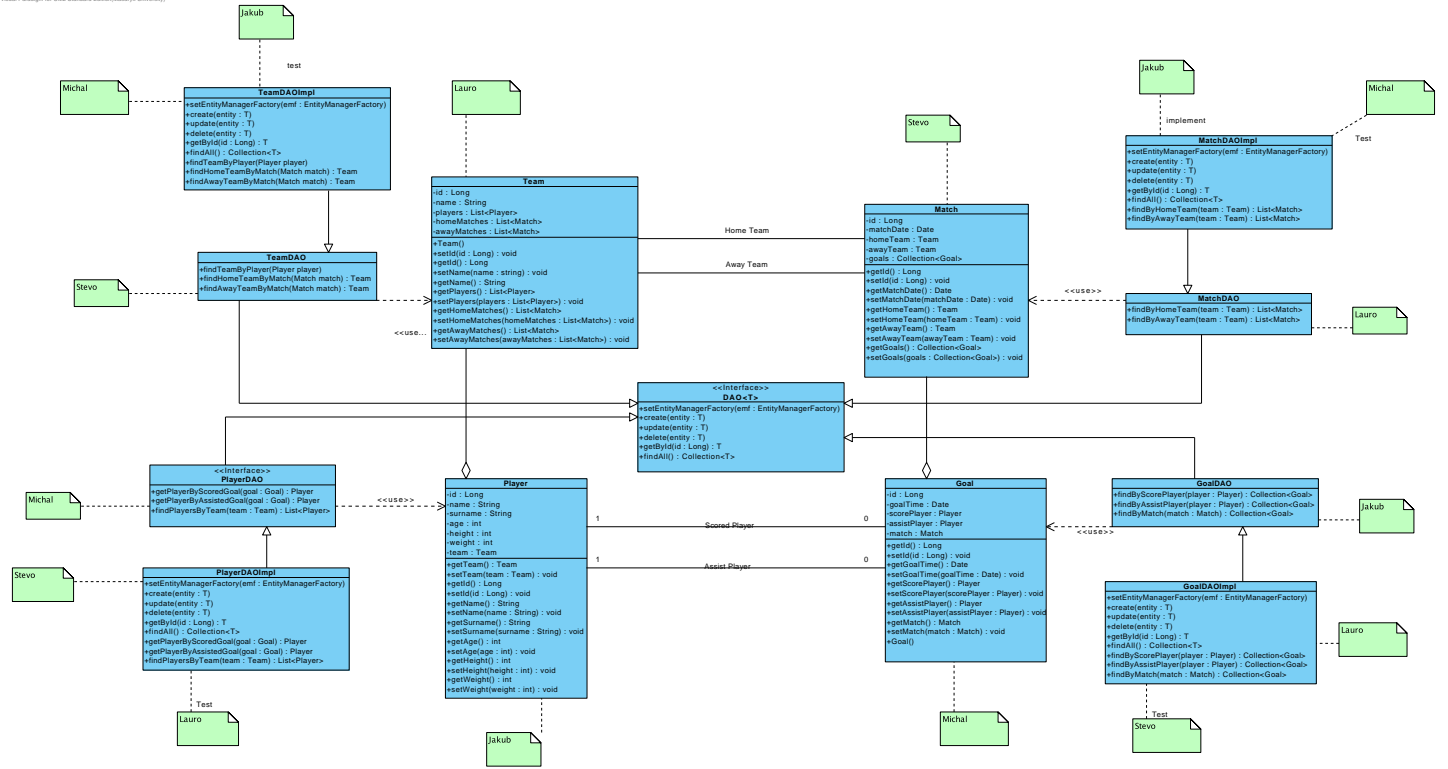 Jakub
test
Michal
TeamDAOImpl
+setEntityManagerFactory(emf : EntityManagerFactory)
+create(entity : T)
+update(entity : T)
+delete(entity : T)
+getById(id : Long) : T
+findAll() : Collection<T>
+findTeamByPlayer(Player player)
+findHomeTeamByMatch(Match match) : Team
+findAwayTeamByMatch(Match match) : Team
Lauro
Stevo
Jakub
implement
Michal
Test
MatchDAOImpl
+setEntityManagerFactory(emf : EntityManagerFactory)
+create(entity : T)
+update(entity : T)
+delete(entity : T)
+getById(id : Long) : T
+findAll() : Collection<T>
+findByHomeTeam(team : Team) : List<Match>
+findByAwayTeam(team : Team) : List<Match>
Team
-id : Long
-name : String
-players : List<Player>
-homeMatches : List<Match>
-awayMatches : List<Match>
+Team()
+setId(id : Long) : void
+getId() : Long
+setName(name : string) : void
+getName() : String
+getPlayers() : List<Player>
+setPlayers(players : List<Player>) : void
+getHomeMatches() : List<Match>
+setHomeMatches(homeMatches : List<Match>) : void
+getAwayMatches() : List<Match>
+setAwayMatches(awayMatches : List<Match>) : void
Home Team
Away Team
Match
-id : Long
-matchDate : Date
-homeTeam : Team
-awayTeam : Team
-goals : Collection<Goal>
+getId() : Long
+setId(id : Long) : void
+getMatchDate() : Date
+setMatchDate(matchDate : Date) : void
+getHomeTeam() : Team
+setHomeTeam(homeTeam : Team) : void
+getAwayTeam() : Team
+setAwayTeam(awayTeam : Team) : void
+getGoals() : Collection<Goal>
+setGoals(goals : Collection<Goal>) : void
TeamDAO
+findTeamByPlayer(Player player)
+findHomeTeamByMatch(Match match) : Team
+findAwayTeamByMatch(Match match) : Team
Stevo
<<use...
<<use>>
MatchDAO
+findByHomeTeam(team : Team) : List<Match>
+findByAwayTeam(team : Team) : List<Match>
Lauro
<<Interface>>
DAO<T>
+setEntityManagerFactory(emf : EntityManagerFactory)
+create(entity : T)
+update(entity : T)
+delete(entity : T)
+getById(id : Long) : T
+findAll() : Collection<T>
<<Interface>>
PlayerDAO
+getPlayerByScoredGoal(goal : Goal) : Player
+getPlayerByAssistedGoal(goal : Goal) : Player
+findPlayersByTeam(team : Team) : List<Player>
Michal
<<use>>
Player
-id : Long
-name : String
-surname : String
-age : int
-height : int
-weight : int
-team : Team
+getTeam() : Team
+setTeam(team : Team) : void
+getId() : Long
+setId(id : Long) : void
+getName() : String
+setName(name : String) : void
+getSurname() : String
+setSurname(surname : String) : void
+getAge() : int
+setAge(age : int) : void
+getHeight() : int
+setHeight(height : int) : void
+getWeight() : int
+setWeight(weight : int) : void
1
Scored Player
0
1
Assist Player
0
Goal
-id : Long
-goalTime : Date
-scorePlayer : Player
-assistPlayer : Player
-match : Match
+getId() : Long
+setId(id : Long) : void
+getGoalTime() : Date
+setGoalTime(goalTime : Date) : void
+getScorePlayer() : Player
+setScorePlayer(scorePlayer : Player) : void
+getAssistPlayer() : Player
+setAssistPlayer(assistPlayer : Player) : void
+getMatch() : Match
+setMatch(match : Match) : void
+Goal()
<<use>>
GoalDAO
+findByScorePlayer(player : Player) : Collection<Goal>
+findByAssistPlayer(player : Player) : Collection<Goal>
+findByMatch(match : Match) : Collection<Goal>
Jakub
Stevo
PlayerDAOImpl
+setEntityManagerFactory(emf : EntityManagerFactory)
+create(entity : T)
+update(entity : T)
+delete(entity : T)
+getById(id : Long) : T
+findAll() : Collection<T>
+getPlayerByScoredGoal(goal : Goal) : Player
+getPlayerByAssistedGoal(goal : Goal) : Player
+findPlayersByTeam(team : Team) : List<Player>
GoalDAOImpl
+setEntityManagerFactory(emf : EntityManagerFactory)
+create(entity : T)
+update(entity : T)
+delete(entity : T)
+getById(id : Long) : T
+findAll() : Collection<T>
+findByScorePlayer(player : Player) : Collection<Goal>
+findByAssistPlayer(player : Player) : Collection<Goal>
+findByMatch(match : Match) : Collection<Goal>
Lauro
Test
Lauro
Jakub
Michal
Test
Stevo